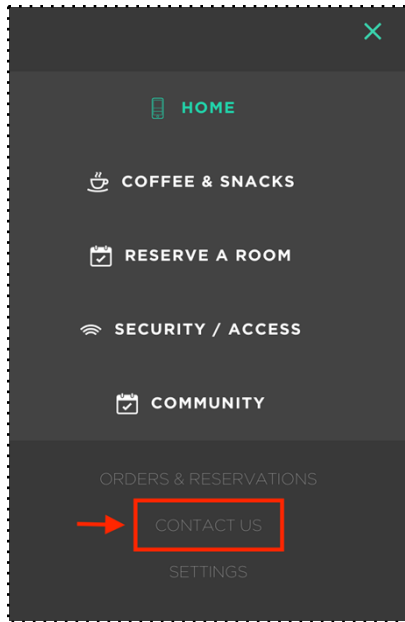 HOME
COFFEE & SNACKS
RESERVE A ROOM
SECURITY / ACCESS
COMMUNITY
ORDERS & RESERVATIONS
CONTACT US
SETTINGS